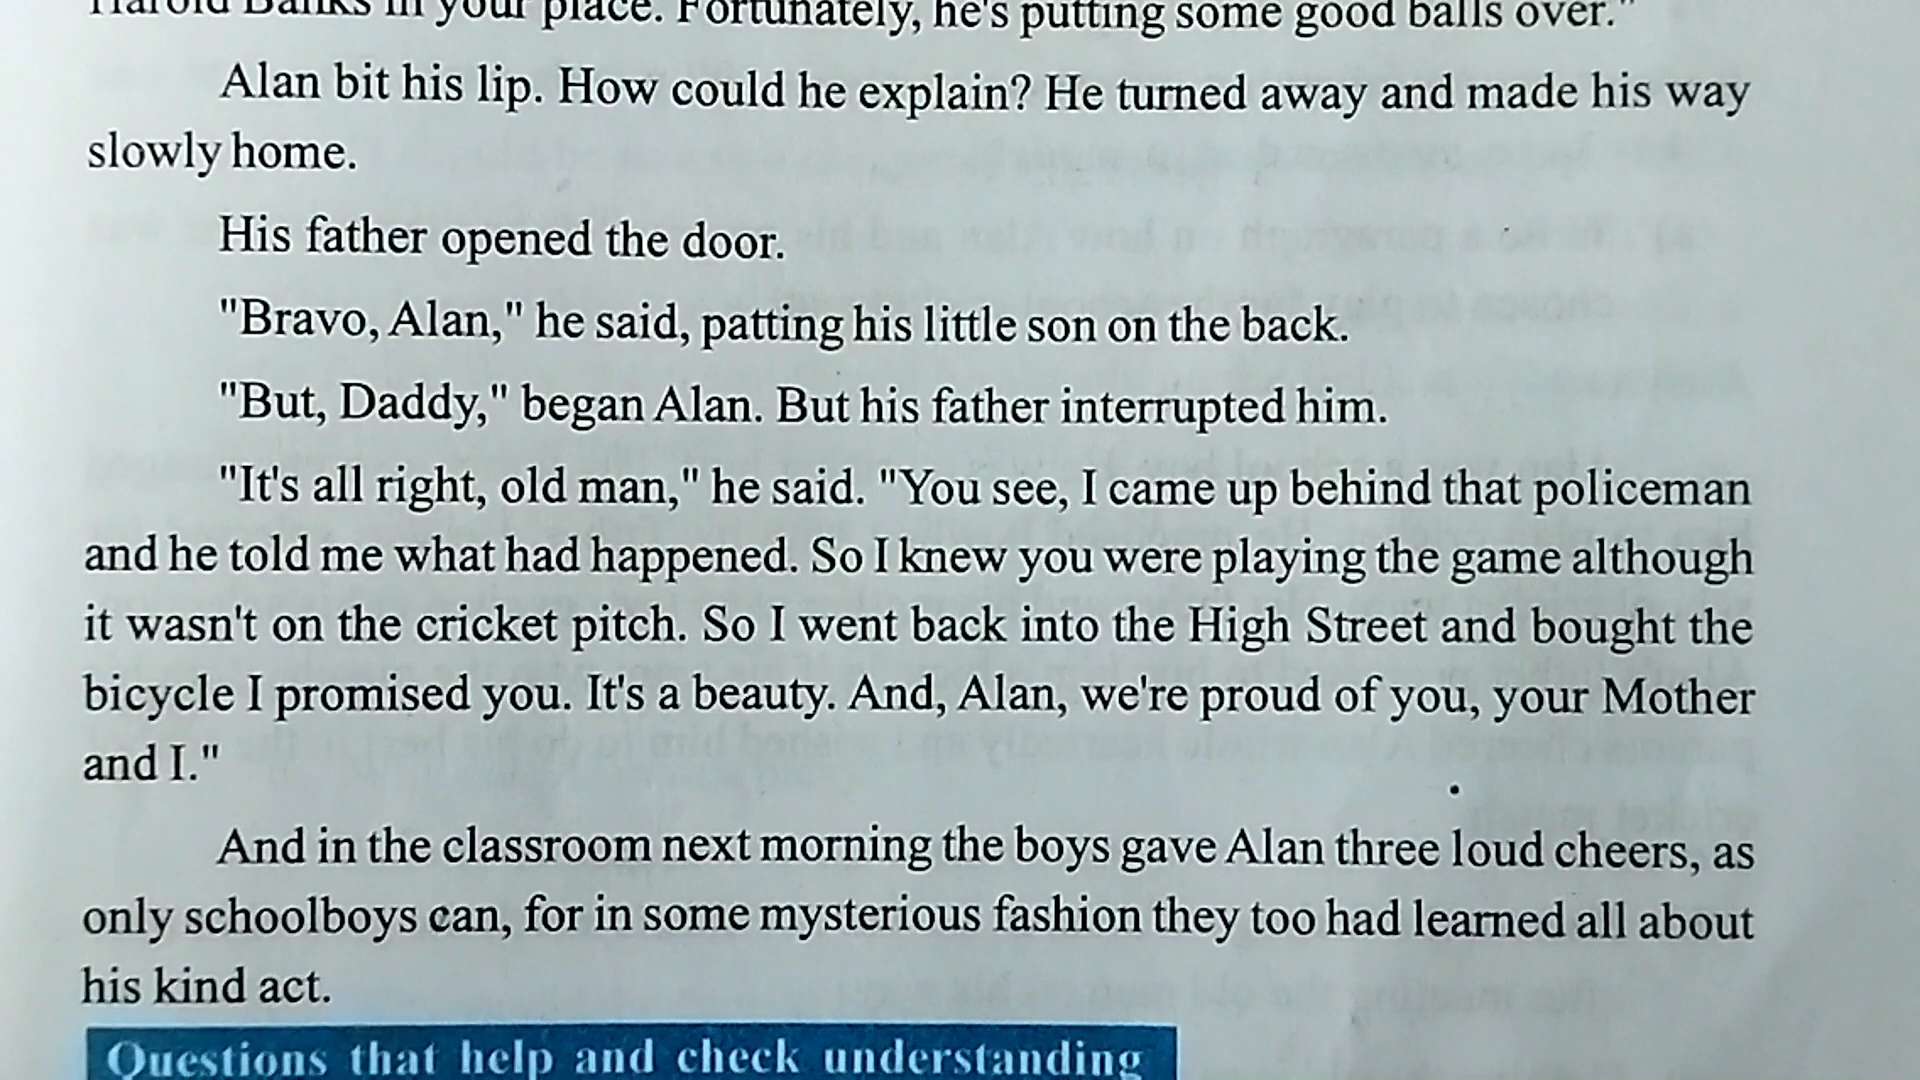 Harold Banks in your place. Fortunately, he's putting some good balls over."
Alan bit his lip. How could he explain? He turned away and made his way
slowly home.
His father opened the door.
"Bravo, Alan," he said, patting his little son on the back.
"But, Daddy," began Alan. But his father interrupted him.
"It's all right, old man," he said. "You see, I came up behind that policeman
and he told me what had happened. So I knew you were playing the game although
it wasn't on the cricket pitch. So I went back into the High Street and bought the
bicycle I promised you. It's a beauty. And, Alan, we're proud of you, your Mother
and I."
And in the classroom next morning the boys gave Alan three loud cheers, as
only schoolboys can, for in some mysterious fashion they too had learned all about
his kind act.
Questions that help and check understanding